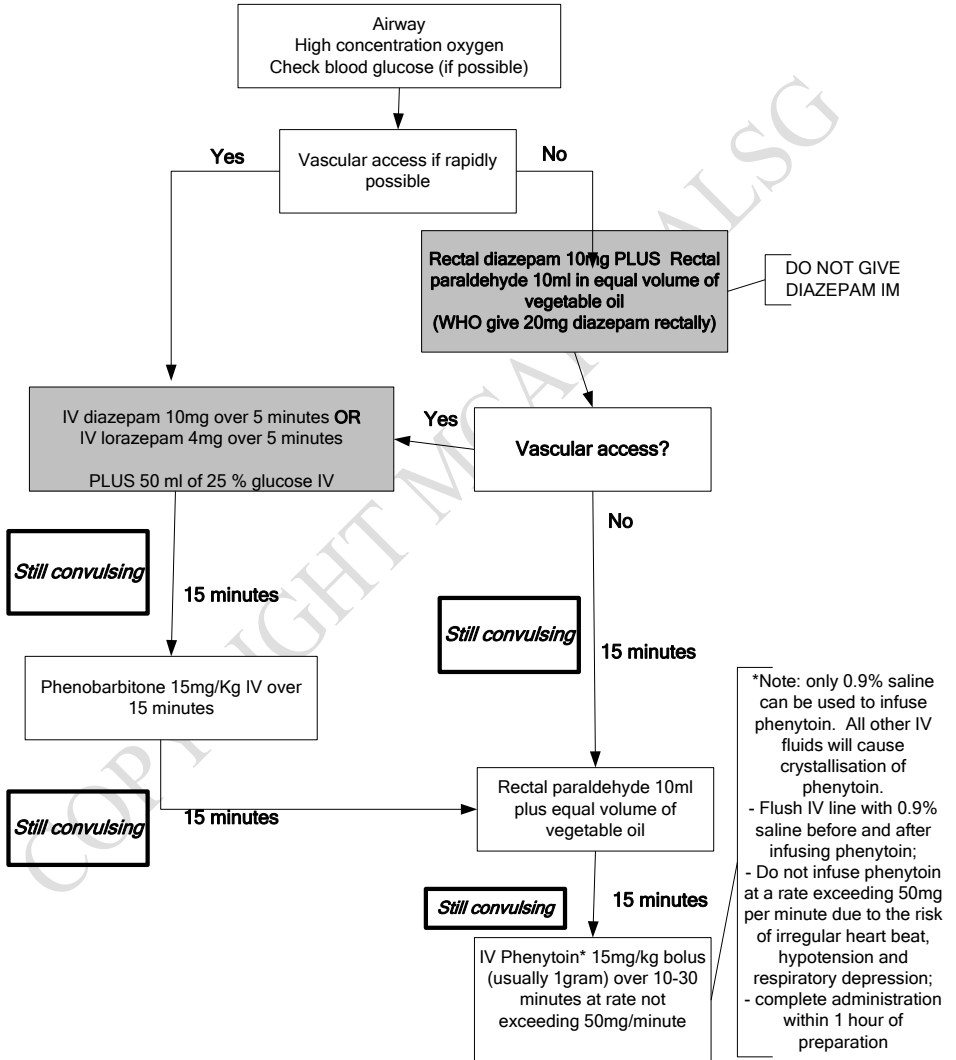 Airway
High concentration oxygen
Check blood glucose (if possible)
Yes
Vascular access if rapidly
possible
No
Rectal diazepam 10mg PLUS Rectal
paraldehyde 10ml in equal volume of
vegetable oil
(WHO give 20mg diazepam rectally)
DO NOT GIVE
DIAZEPAM IM
IV diazepam 10mg over 5 minutes OR
IV lorazepam 4mg over 5 minutes
PLUS 50 ml of 25 % glucose IV
Yes
Vascular access?
No
Still convulsing
15 minutes
Still convulsing
15 minutes
Phenobarbitone 15mg/Kg IV over
15 minutes
Still convulsing
15 minutes
Rectal paraldehyde 10ml
plus equal volume of
vegetable oil
Still convulsing
15 minutes
IV Phenytoin* 15mg/kg bolus
(usually 1gram) over 10-30
minutes at rate not
exceeding 50mg/minute
*Note: only 0.9% saline
can be used to infuse
phenytoin. All other IV
fluids will cause
crystallisation of
phenytoin.
- Flush IV line with 0.9%
saline before and after
infusing phenytoin;
- Do not infuse phenytoin
at a rate exceeding 50mg
per minute due to the risk
of irregular heart beat,
hypotension and
respiratory depression;
- complete administration
within 1 hour of
preparation
ALSG